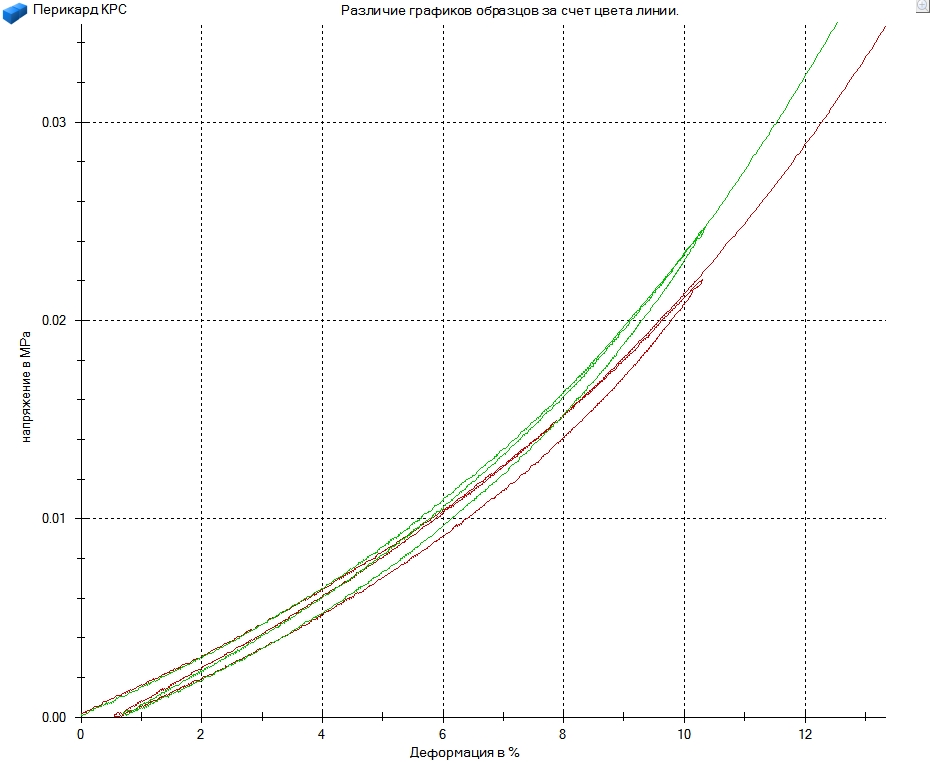 Перикард КРС
Различие графиков образцов за счет цвета линии.
0.03
0.02
0.01
0.00
напряжение в MPa
0 2 4 6 8 10 12
Деформация в %